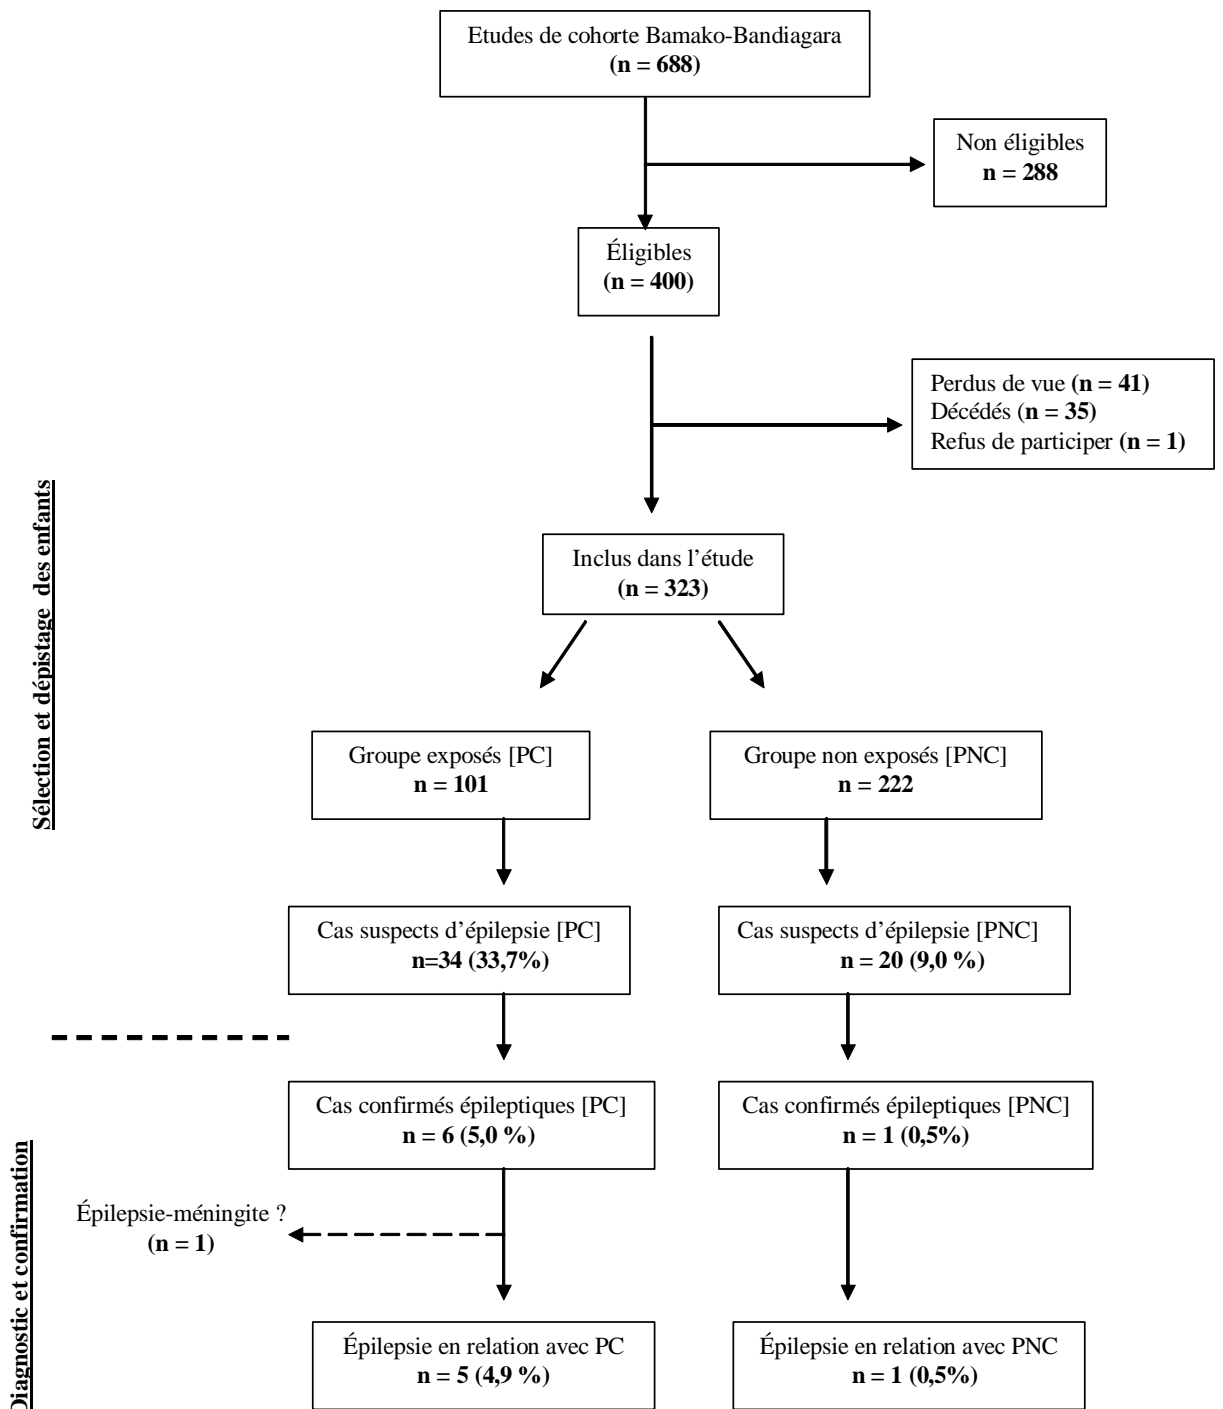 Etudes de cohorte Bamako-Bandiagara
(n = 688)
Non éligibles
n = 288
Éligibles
(n = 400)
Perdus de vue (n = 41)
Décédés (n = 35)
Refus de participer (n = 1)
Inclus dans l’étude
(n = 323)
Sélection et dépistage des enfants
Groupe exposés [PC]
n = 101
Groupe non exposés [PNC]
n = 222
Cas suspects d’épilepsie [PC]
n=34 (33,7%)
Cas suspects d’épilepsie [PNC]
n = 20 (9,0 %)
Cas confirmés épileptiques [PC]
n = 6 (5,0 %)
Cas confirmés épileptiques [PNC]
n = 1 (0,5%)
Diagnostic et confirmation
Épilepsie-méningite ?
(n = 1)
Épilepsie en relation avec PC
n = 5 (4,9 %)
Épilepsie en relation avec PNC
n = 1 (0,5%)